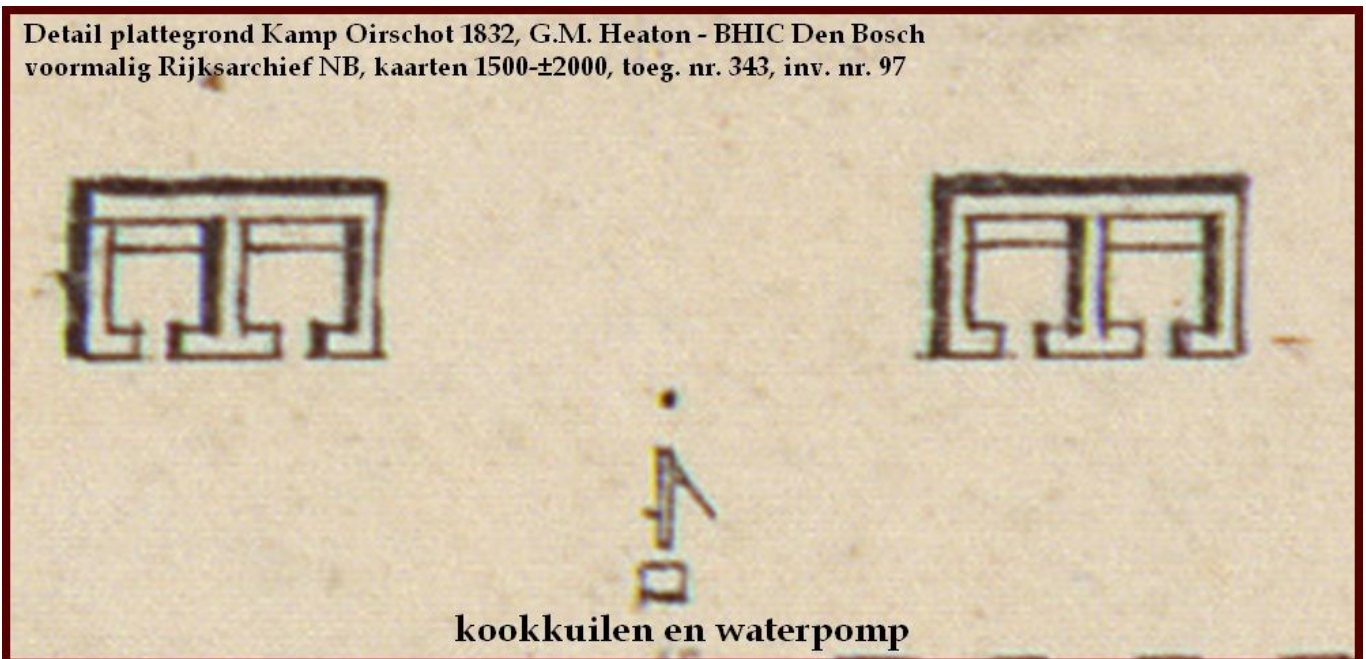 Detail plattegrond Kamp Oirschot 1832, G.M. Heaton - BHIC Den Bosch
voormalig Rijksarchief NB, kaarten 1500-±2000, toeg. nr. 343, inv. nr. 97
kookkuilen en waterpomp